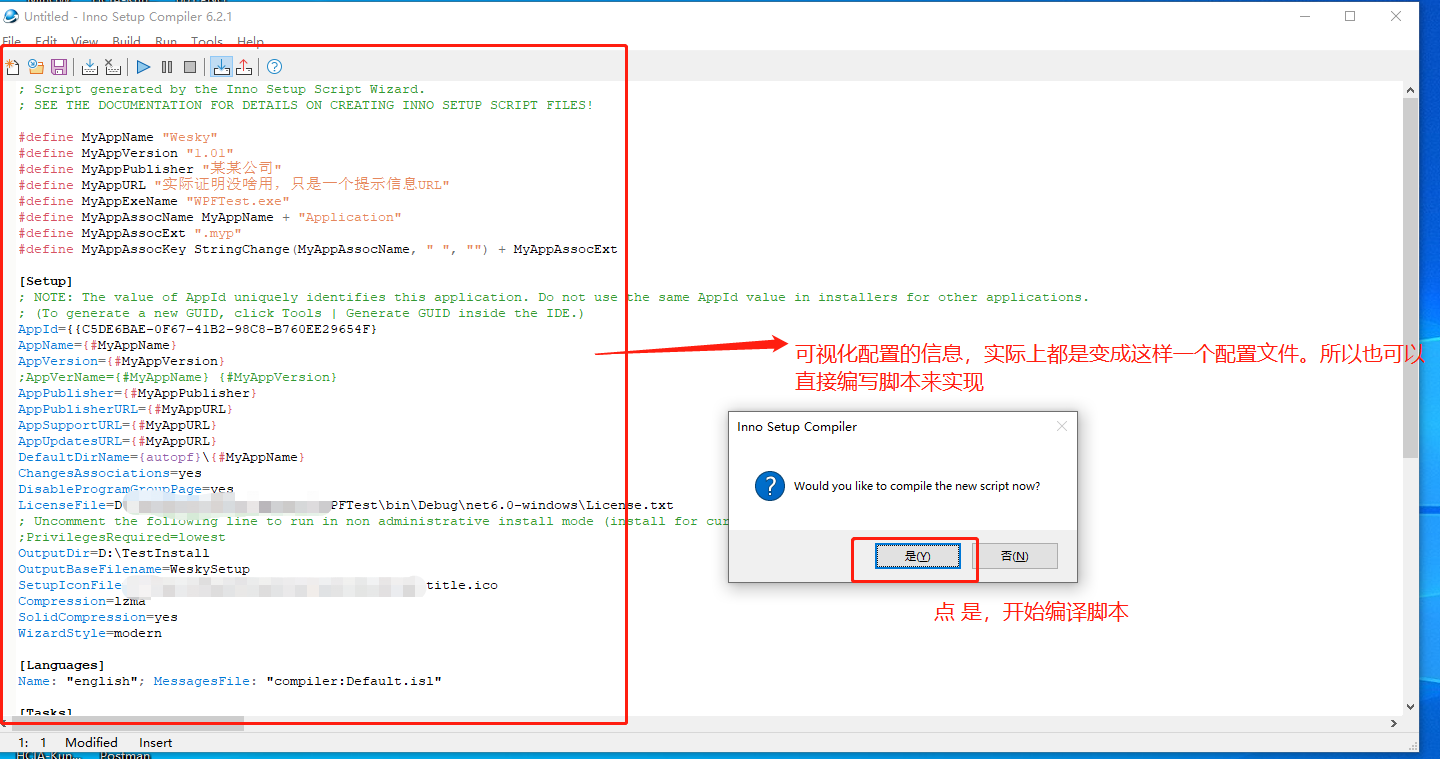 Untitled - Inno Setup Compiler 6.2.1
File Edit View Build Run Tools Help
; Script generated by the Inno Setup Script Wizard.
; SEE THE DOCUMENTATION FOR DETAILS ON CREATING INNO SETUP SCRIPT FILES!
#define MyAppName "Wesky"
#define MyAppVersion "1.01"
#define MyAppPublisher "某某公司"
#define MyAppURL "实际证明没啥用，只是一个提示信息URL"
#define MyAppExeName "WPFTest.exe"
#define MyAppAssocName MyAppName + "Application"
#define MyAppAssocExt ".myp"
#define MyAppAssocKey StringChange(MyAppAssocName, " ", "") + MyAppAssocExt
[Setup]
; NOTE: The value of AppId uniquely identifies this application. Do not use the same AppId value in installers for other applications.
; (To generate a new GUID, click Tools | Generate GUID inside the IDE.)
AppId={{C5DE6BAE-0F67-41B2-98C8-B760EE29654F}
AppName={#MyAppName}
AppVersion={#MyAppVersion}
;AppVerName={#MyAppName} {#MyAppVersion}
AppPublisher={#MyAppPublisher}
AppPublisherURL={#MyAppURL}
AppSupportURL={#MyAppURL}
AppUpdatesURL={#MyAppURL}
DefaultDirName={autopf}\{#MyAppName}
ChangesAssociations=yes
DisableProgramGroupPage=yes
LicenseFile=D PFTest\bin\Debug\net6.0-windows\License.txt
; Uncomment the following line to run in non administrative install mode (install for cur
;PrivilegesRequired=lowest
OutputDir=D:\TestInstall
OutputBaseFilename=WeskySetup
SetupIconFile title.ico
Compression=lzma
SolidCompression=yes
WizardStyle=modern
[Languages]
Name: "english"; MessagesFile: "compiler:Default.isl"
[Tasks]
1: 1 Modified Insert
可视化配置的信息，实际上都是变成这样一个配置文件。所以也可以
直接编写脚本来实现
Inno Setup Compiler
Would you like to compile the new script now?
是(Y) 否(N)
点 是，开始编译脚本
HCIA-Kun... Postman